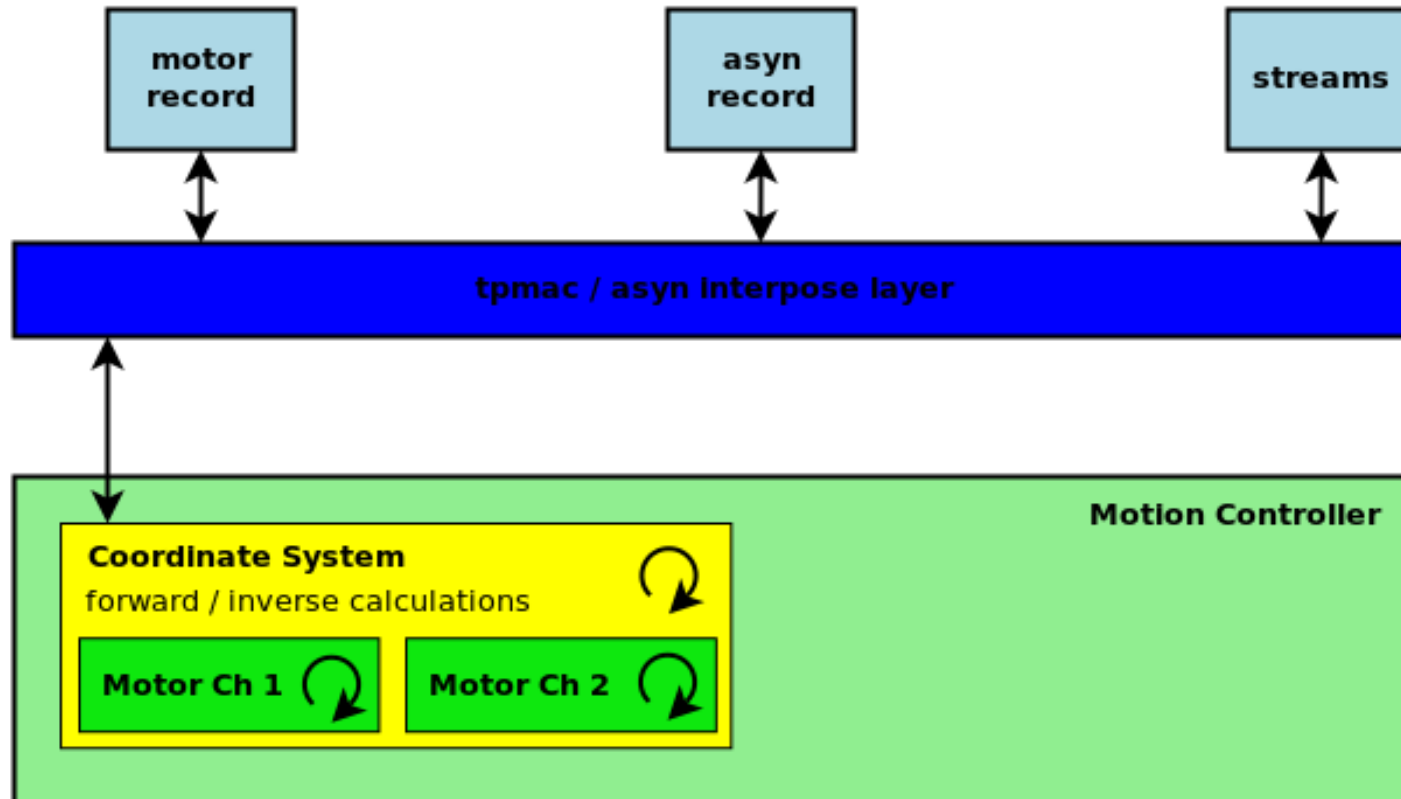 motor
record
asyn
record
streams
tpmac / asyn Interpose layer
Motion Controller
Coordinate System
forward / inverse calculations
Motor Ch 1
Motor Ch 2